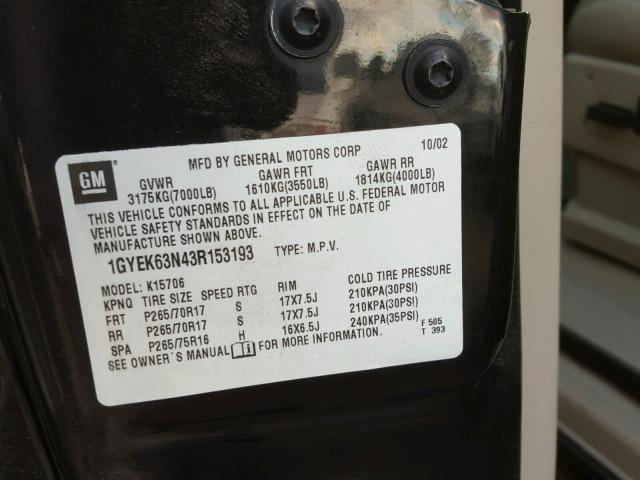 MFD BY GENERAL MOTORS CORP 10/02
GM
GVWR GAWR FRT GAWR RR
3175KG(7000LB) 1610KG(3550LB) 1814KG(4000LB)
THIS VEHICLE CONFORMS TO ALL APPLICABLE U.S. FEDERAL MOTOR
VEHICLE SAFETY STANDARDS IN EFFECT ON THE DATE OF
MANUFACTURE SHOWN ABOVE.
1GYEK63N43R153193 TYPE: M.P.V.
MODEL: K15706
KPNQ TIRE SIZE SPEED RTG RIM COLD TIRE PRESSURE
FRT P265/70R17 S 17X7.5J 210KPA(30PSI)
RR P265/70R17 S 17X7.5J 210KPA(30PSI)
SPA P265/75R16 H 16X6.5J 240KPA(35PSI) F 505
SEE OWNER'S MANUAL FOR MORE INFORMATION. T 393